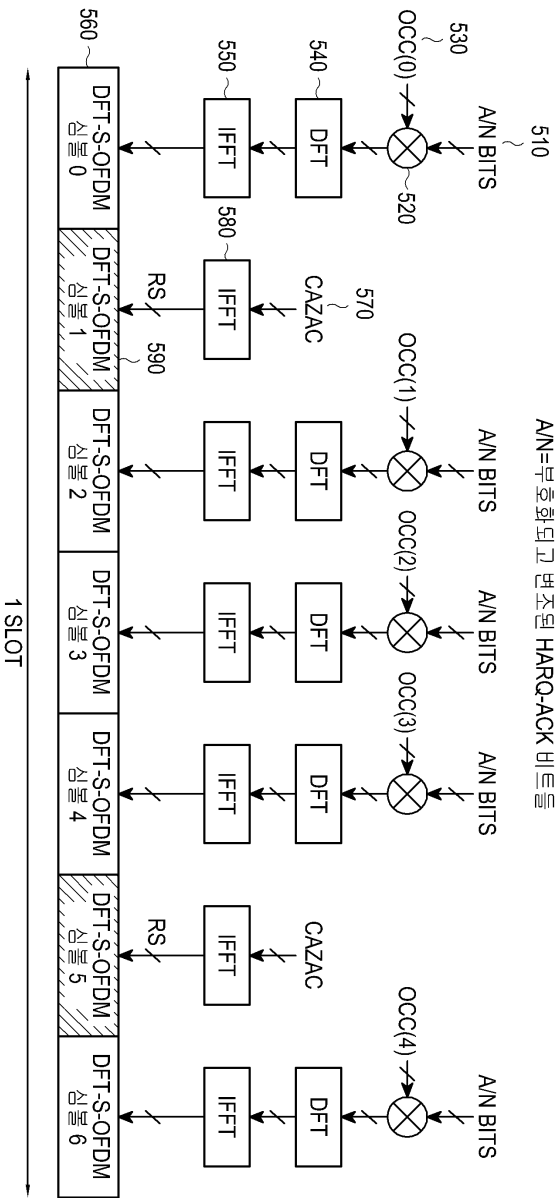 A/N=부호화되고 변조된 HARQ-ACK 비트들
510
A/N BITS
A/N BITS
A/N BITS
A/N BITS
A/N BITS
530
OCC(0)
520
OCC(1)
OCC(2)
OCC(3)
OCC(4)
570
CAZAC
CAZAC
540
DFT
DFT
DFT
DFT
DFT
550
IFFT
580
IFFT
IFFT
IFFT
IFFT
IFFT
IFFT
RS
590
RS
560
DFT-S-OFDM
심볼 0
DFT-S-OFDM
심볼 1
DFT-S-OFDM
심볼 2
DFT-S-OFDM
심볼 3
DFT-S-OFDM
심볼 4
DFT-S-OFDM
심볼 5
DFT-S-OFDM
심볼 6
1 SLOT